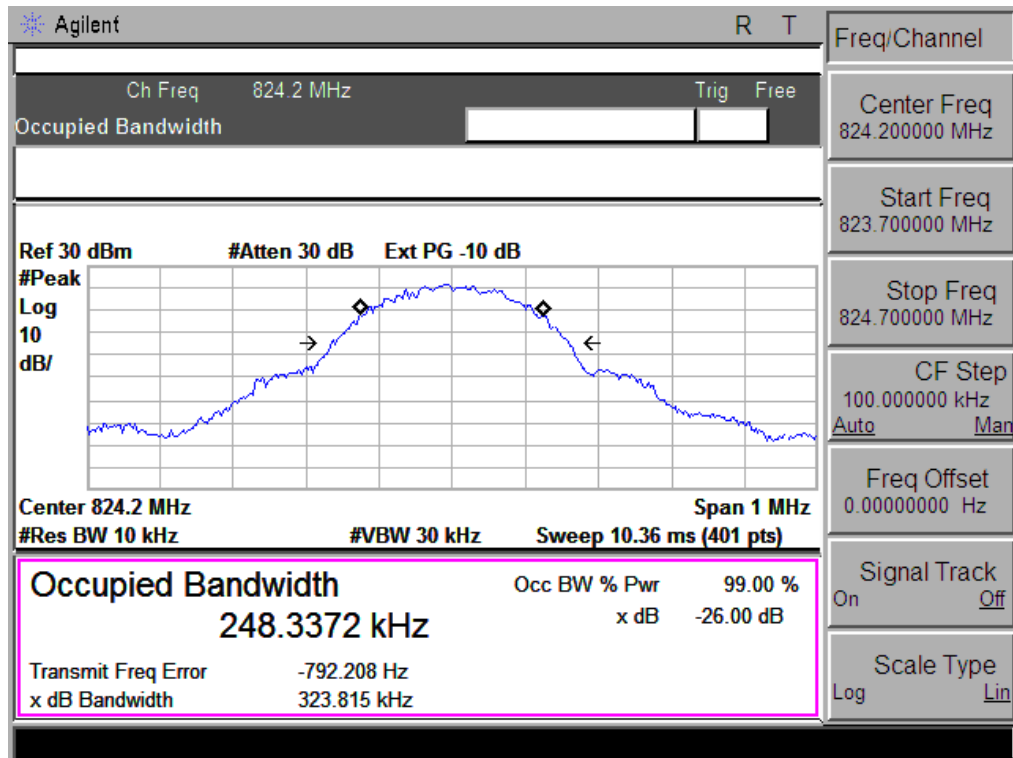 Agilent R T
Ch Freq 824.2 MHz Trig Free
Occupied Bandwidth
Ref 30 dBm #Atten 30 dB Ext PG -10 dB
#Peak
Log
10
dB/
Center 824.2 MHz Span 1 MHz
#Res BW 10 kHz #VBW 30 kHz Sweep 10.36 ms (401 pts)
Occupied Bandwidth Occ BW % Pwr 99.00 %
248.3372 kHz x dB -26.00 dB
Transmit Freq Error -792.208 Hz
x dB Bandwidth 323.815 kHz
Freq/Channel
Center Freq
824.200000 MHz
Start Freq
823.700000 MHz
Stop Freq
824.700000 MHz
CF Step
100.000000 kHz
Auto Man
Freq Offset
0.00000000 Hz
Signal Track
On Off
Scale Type
Log Lin